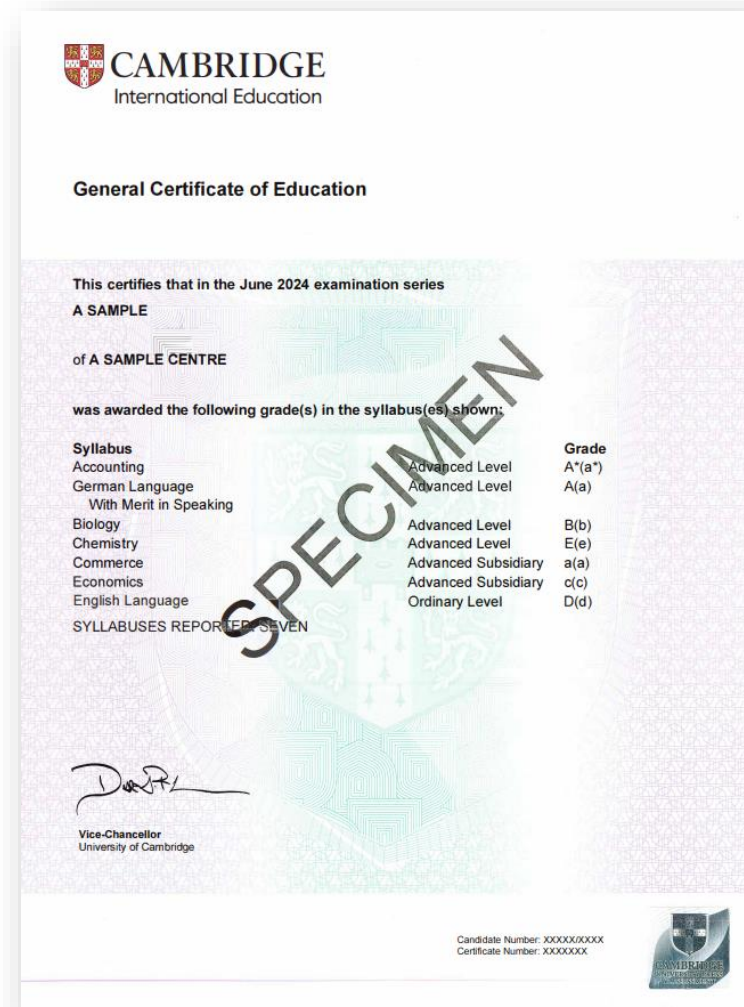 CAMBRIDGE
International Education
General Certificate of Education
This certifies that in the June 2024 examination series
A SAMPLE
of A SAMPLE CENTRE
was awarded the following grade(s) in the syllabus(es) shown:
Syllabus Grade
Accounting Advanced Level A*(a*)
German Language Advanced Level A(a)
With Merit in Speaking
Biology Advanced Level B(b)
Chemistry Advanced Level E(e)
Commerce Advanced Subsidiary a(a)
Economics Advanced Subsidiary c(c)
English Language Ordinary Level D(d)
SYLLABUSES REPORTED: SEVEN
SPECIMEN
Vice-Chancellor
University of Cambridge
Candidate Number: XXXXX/XXXX
Certificate Number: XXXXXXX
CAMBRIDGE